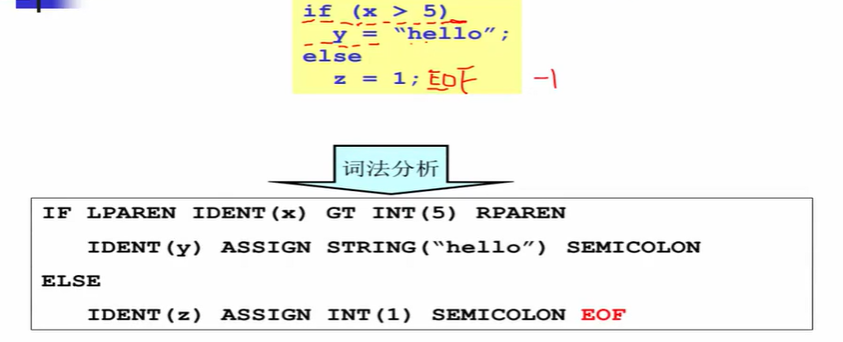 if (x > 5)
y = “hello”;
else
z = 1; EOF -1
词法分析
IF LPAREN IDENT(x) GT INT(5) RPAREN
IDENT(y) ASSIGN STRING(“hello”) SEMICOLON
ELSE
IDENT(z) ASSIGN INT(1) SEMICOLON EOF